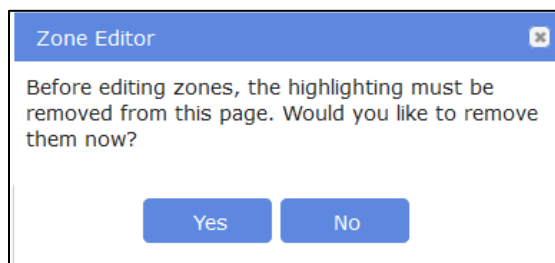 Zone Editor
Before editing zones, the highlighting must be
removed from this page. Would you like to remove
them now?
Yes No